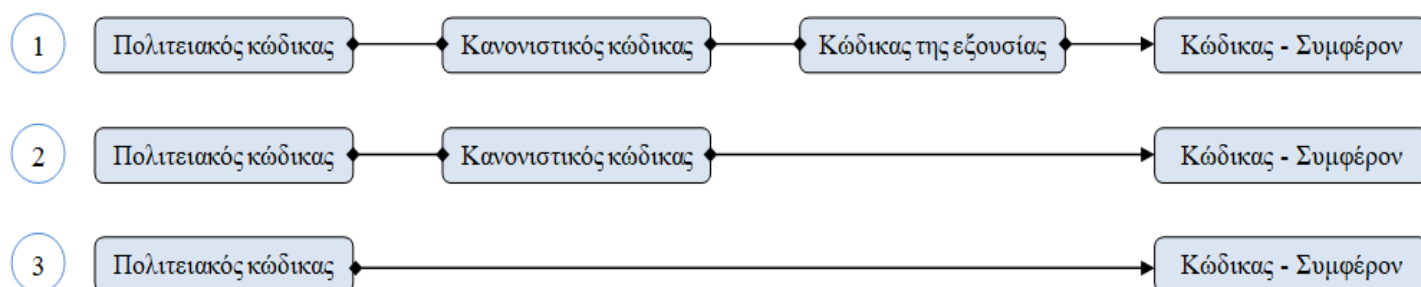 1 Πολιτειακός κώδικας Κανονιστικός κώδικας Κώδικας της εξουσίας Κώδικας - Συμφέρον
2 Πολιτειακός κώδικας Κανονιστικός κώδικας Κώδικας - Συμφέρον
3 Πολιτειακός κώδικας Κώδικας - Συμφέρον